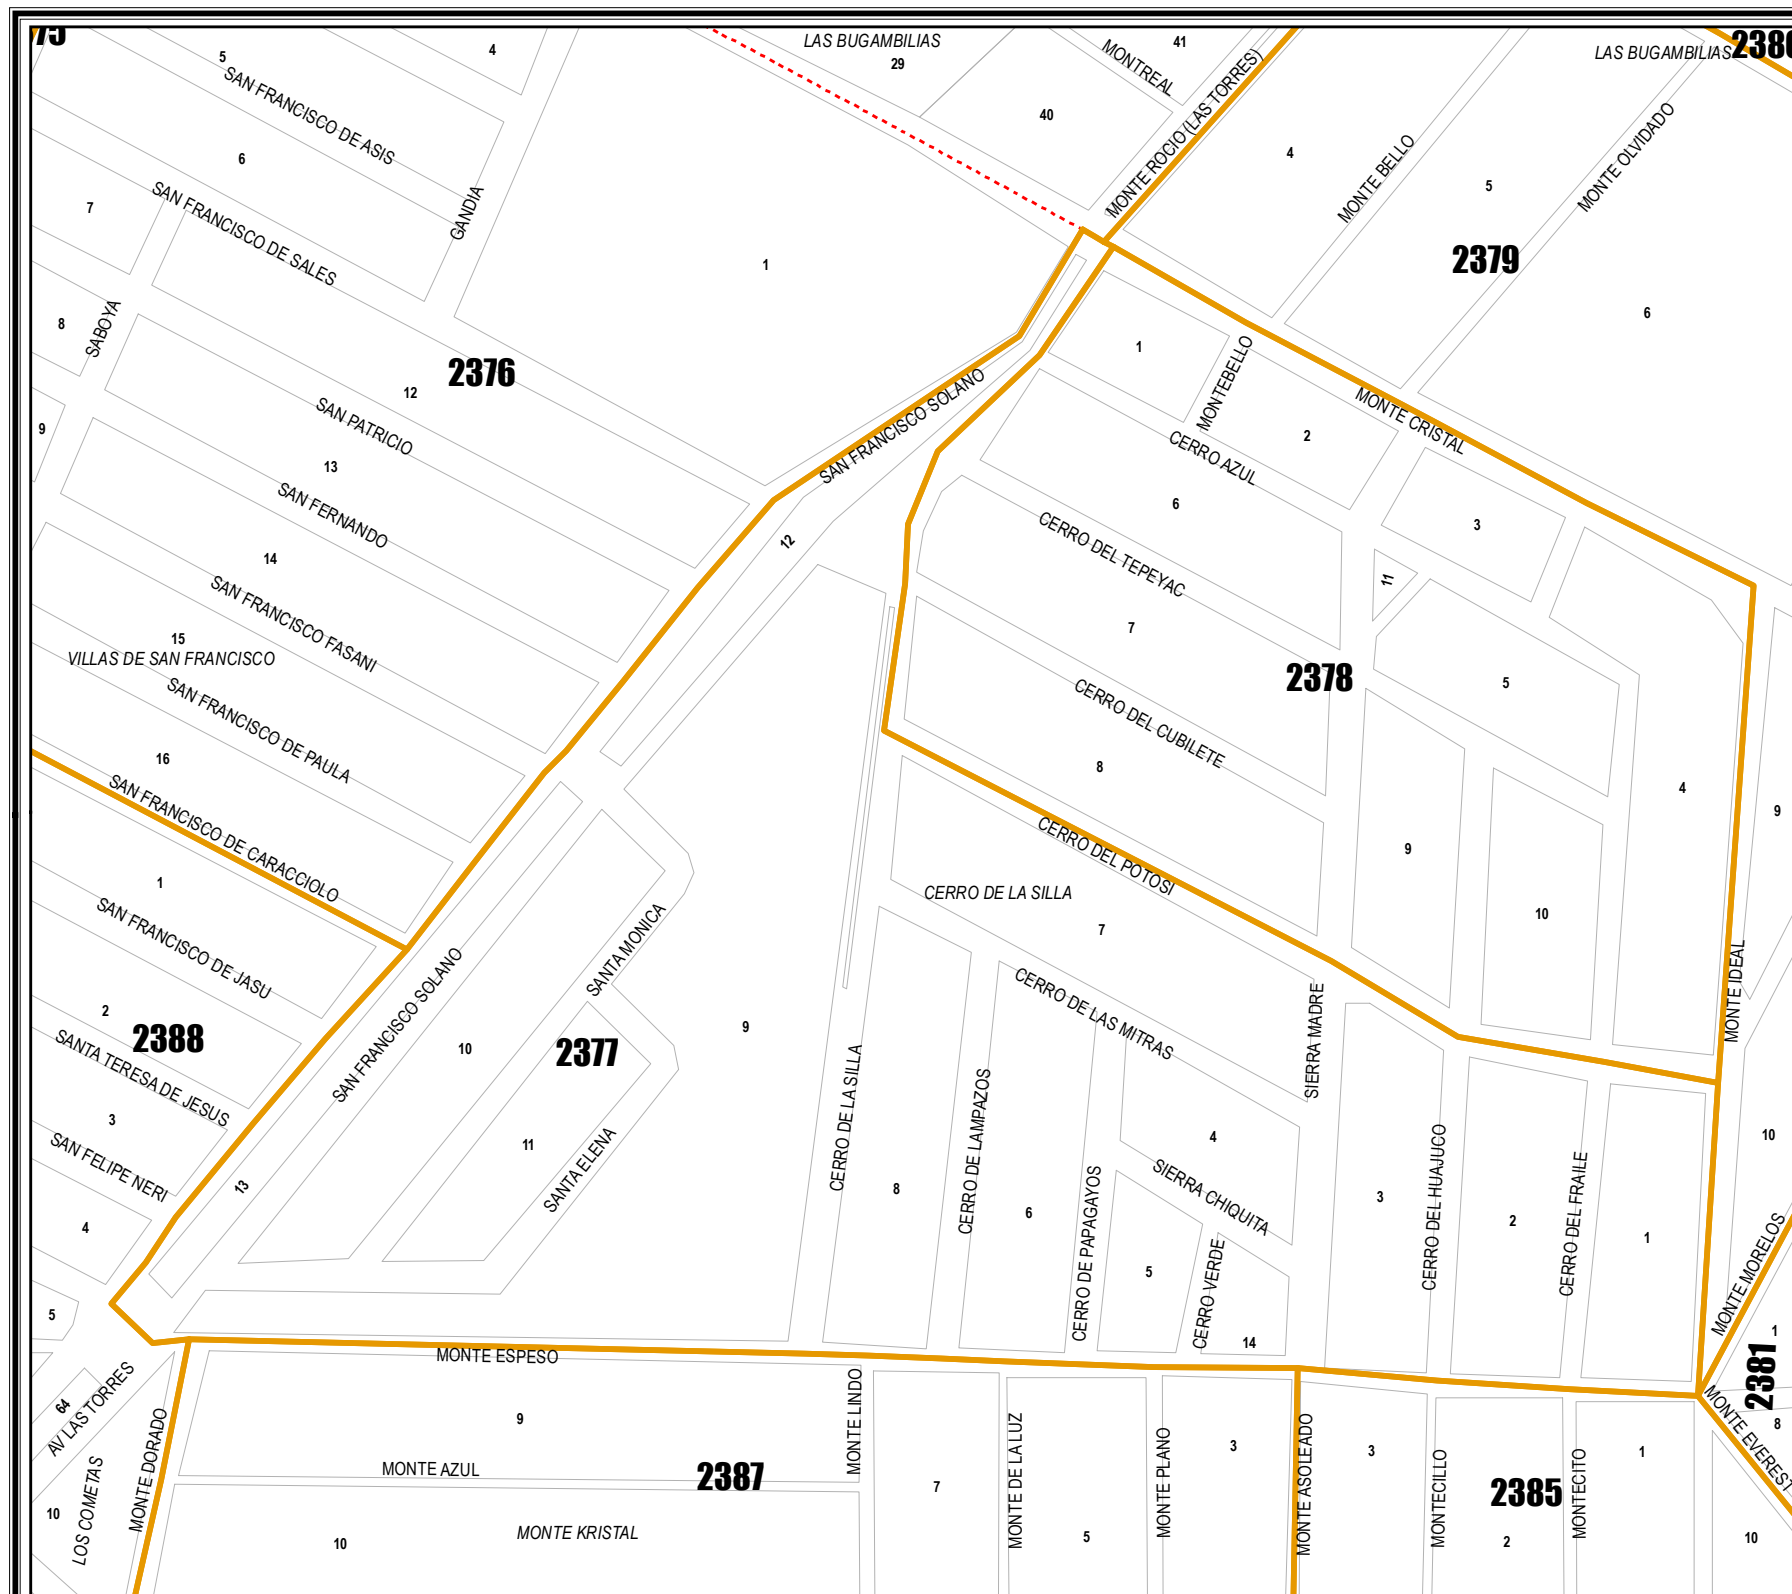 LAS BUGAMBILIAS
29
41
MONTREAL
40
MONTE ROCIO (LAS TORRES)
LAS BUGAMBILIAS
5
4
SAN FRANCISCO DE ASIS
6
SAN FRANCISCO DE SALES
7
GANDIA
1
4
MONTE BELLO
5
MONTE OLVIDADO
2379
6
8
SABOYA
2376
12
SAN PATRICIO
9
13
SAN FERNANDO
14
SAN FRANCISCO FASANI
15
VILLAS DE SAN FRANCISCO
SAN FRANCISCO DE PAULA
16
SAN FRANCISCO DE CARACCIOLO
SAN FRANCISCO SOLANO
12
1
MONTEBELLO
2
MONTE CRISTAL
CERRO AZUL
6
3
CERRO DEL TEPEYAC
11
7
2378
5
CERRO DEL CUBILETE
8
4
9
9
10
CERRO DEL POTOSI
CERRO DE LA SILLA
7
MONTE IDEAL
1
SAN FRANCISCO DE JASU
2
2388
SANTA TERESA DE JESUS
3
SAN FELIPE NERI
4
5
13
SAN FRANCISCO SOLANO
10
SANTA MONICA
2377
11
SANTA ELENA
9
CERRO DE LA SILLA
8
CERRO DE LAMPAZOS
CERRO DE LAS MITRAS
6
CERRO DE PAPAGAYOS
4
SIERRA CHIQUITA
5
CERRO VERDE
14
SIERRA MADRE
3
CERRO DEL HUAJUCO
2
CERRO DEL FRAILE
1
10
MONTE MORELOS
1
2381
8
MONTE EVEREST
10
MONTE ESPESO
64
AV LAS TORRES
LOS COMETAS
10
MONTE DORADO
9
MONTE AZUL
2387
MONTE KRISTAL
10
MONTE LINDO
7
MONTE DE LA LUZ
5
MONTE PLANO
3
MONTE ASOLEADO
3
MONTECILLO
2385
2
MONTECITO
1